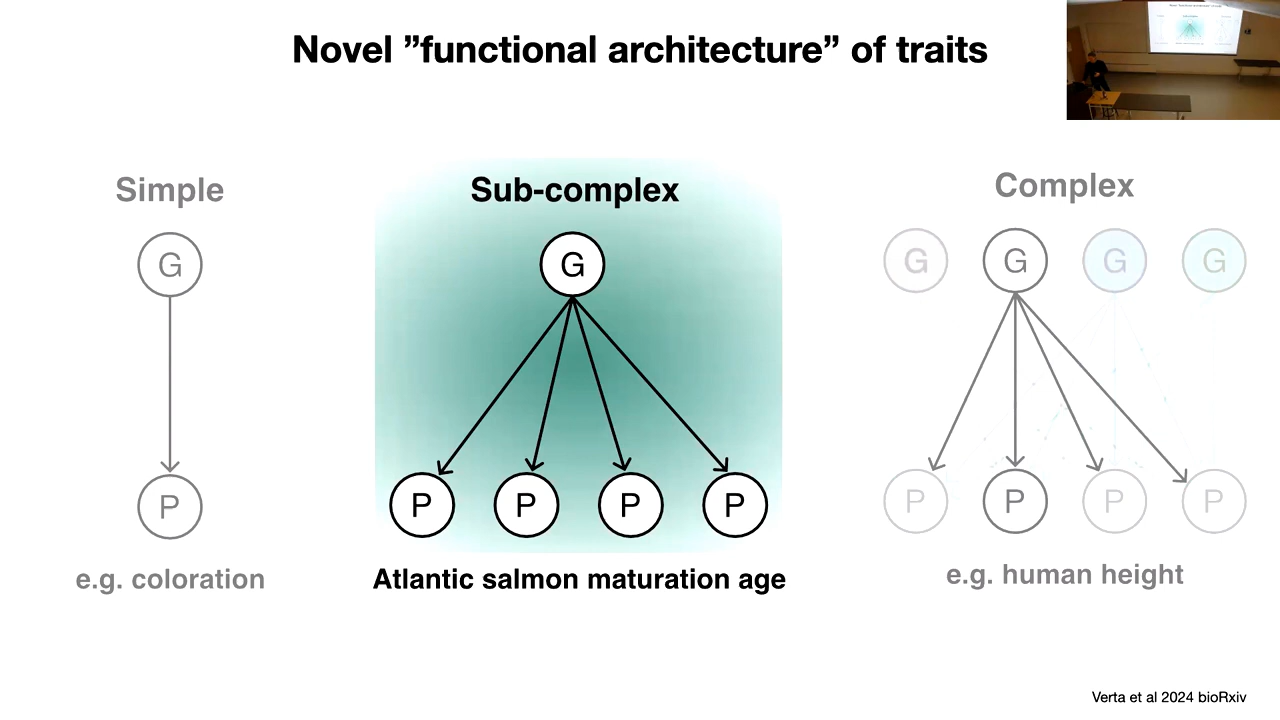 Novel ”functional architecture” of traits
Simple
Sub-complex
Complex
G
G
G
G
G
G
P
P
P
P
P
P
P
P
P
e.g. coloration
Atlantic salmon maturation age
e.g. human height
Verta et al 2024 bioRxiv